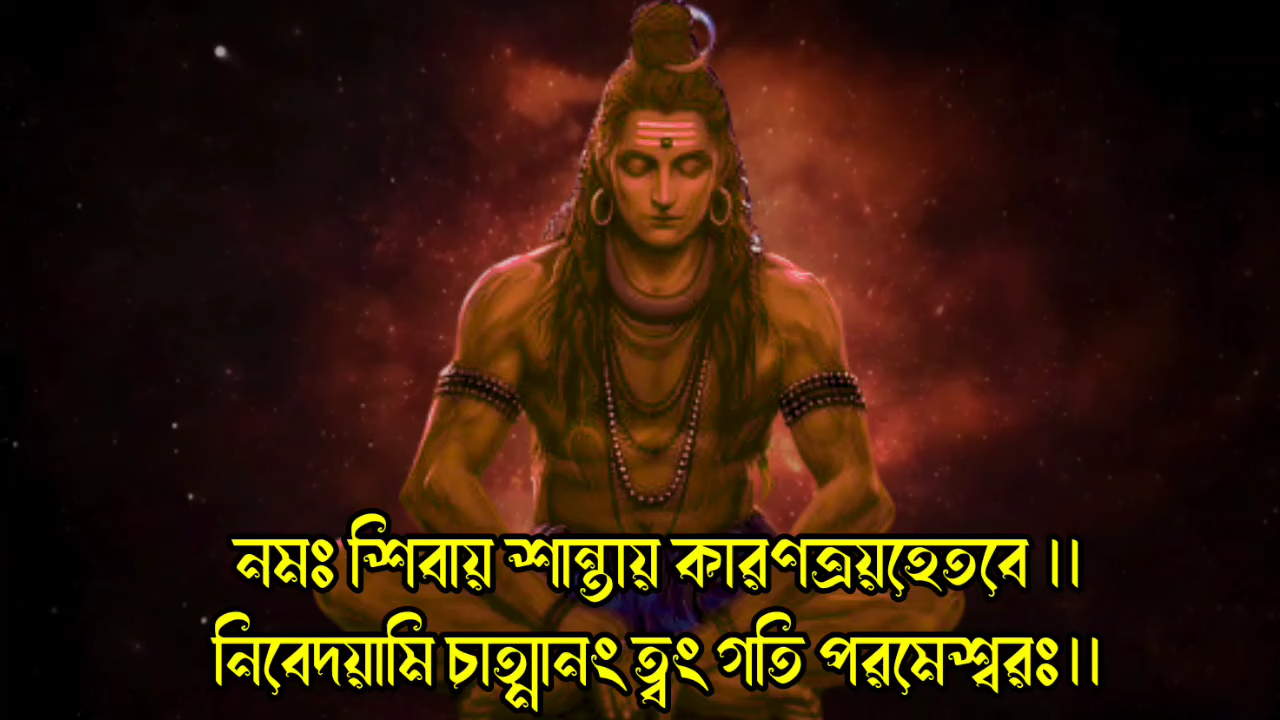 নমঃ শিবায় শান্তায় কারণত্রয়হেতবে ।।
নিবেদয়ামি চাত্মানং ত্বং গতি পরমেশ্বরঃ।।